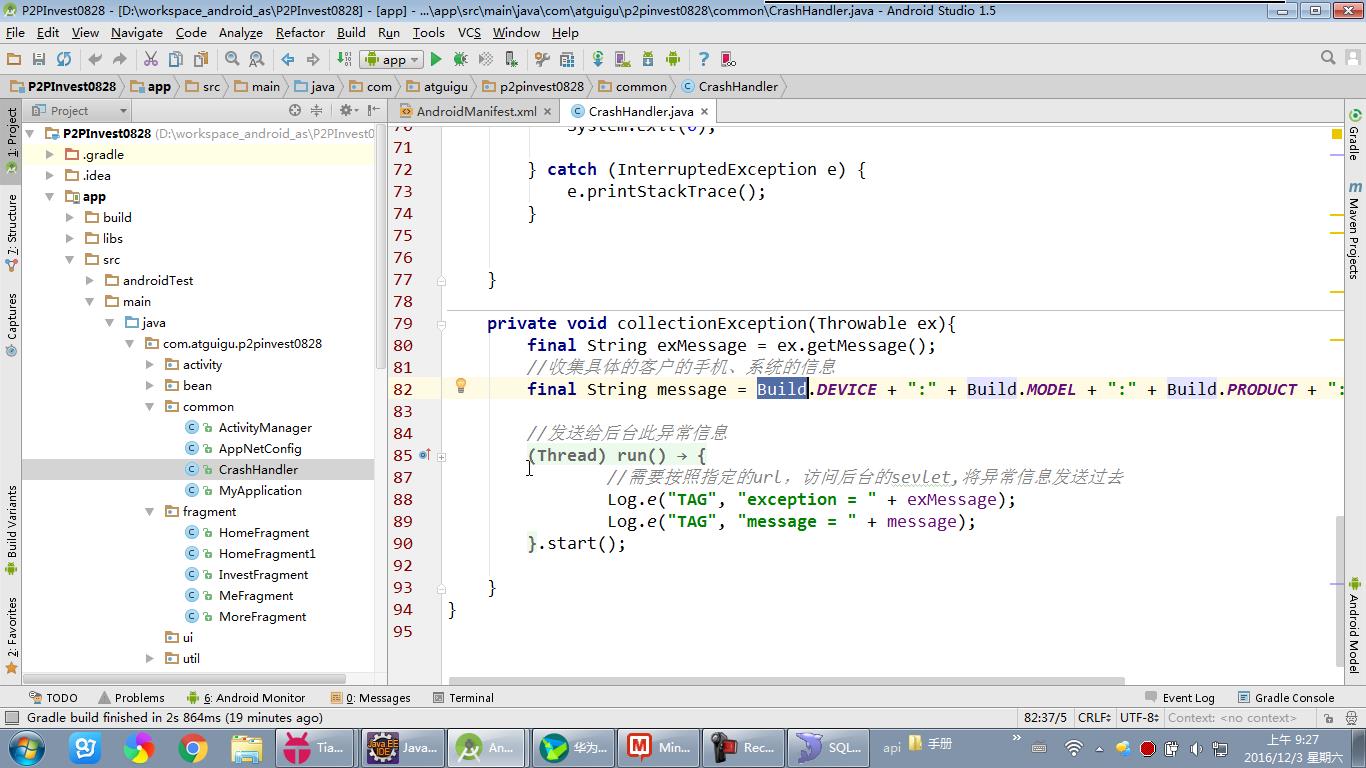 P2PInvest0828 - [D:\workspace_android_as\P2PInvest0828] - [app] - ...\app\src\main\java\com\atguigu\p2pinvest0828\common\CrashHandler.java - Android Studio 1.5
File Edit View Navigate Code Analyze Refactor Build Run Tools VCS Window Help
app
P2PInvest0828 app src main java com atguigu p2pinvest0828 common CrashHandler
Project
AndroidManifest.xml CrashHandler.java
1: Project
7: Structure
Captures
Build Variants
2: Favorites
P2PInvest0828 (D:\workspace_android_as\P2PInvest0
.gradle
.idea
app
build
libs
src
androidTest
main
java
com.atguigu.p2pinvest0828
activity
bean
common
ActivityManager
AppNetConfig
CrashHandler
MyApplication
fragment
HomeFragment
HomeFragment1
InvestFragment
MeFragment
MoreFragment
ui
util
70 System.exit(0);
71
72 } catch (InterruptedException e) {
73 e.printStackTrace();
74 }
75
76
77 }
78
79 private void collectionException(Throwable ex){
80 final String exMessage = ex.getMessage();
81 //收集具体的客户的手机、系统的信息
82 final String message = Build.DEVICE + ":" + Build.MODEL + ":" + Build.PRODUCT + ":
83
84 //发送给后台此异常信息
85 (Thread) run() → {
87 //需要按照指定的url，访问后台的sevlet,将异常信息发送过去
88 Log.e("TAG", "exception = " + exMessage);
89 Log.e("TAG", "message = " + message);
90 }.start();
92
93 }
94 }
95
Gradle
Maven Projects
Android Model
TODO Problems 6: Android Monitor 0: Messages Terminal Event Log Gradle Console
Gradle build finished in 2s 864ms (19 minutes ago) 82:37/5 CRLF UTF-8 Context: <no context>
Tia... Java... An... 华为... Min... Rec... SQL... api 手册
上午 9:27
2016/12/3 星期六